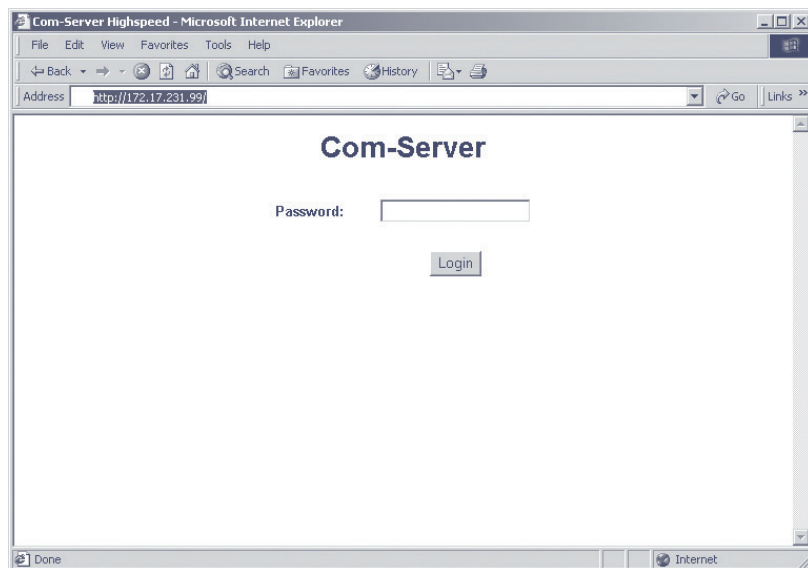 Com-Server Highspeed - Microsoft Internet Explorer
File Edit View Favorites Tools Help
Back Search Favorites History
Address http://172.17.231.99/ Go Links »
Com-Server
Password:
Login
Done Internet